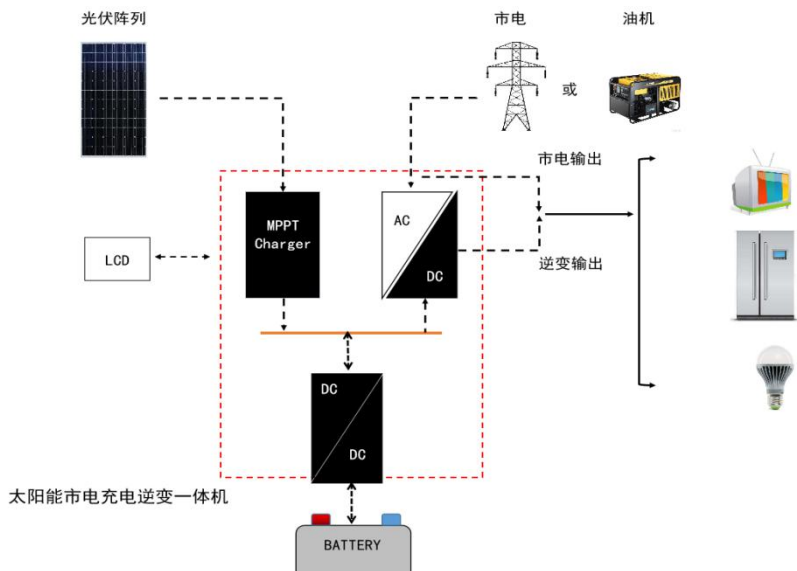 光伏阵列
市电
油机
或
市电输出
MPPT
Charger
AC
DC
LCD
逆变输出
DC
DC
太阳能市电充电逆变一体机
BATTERY